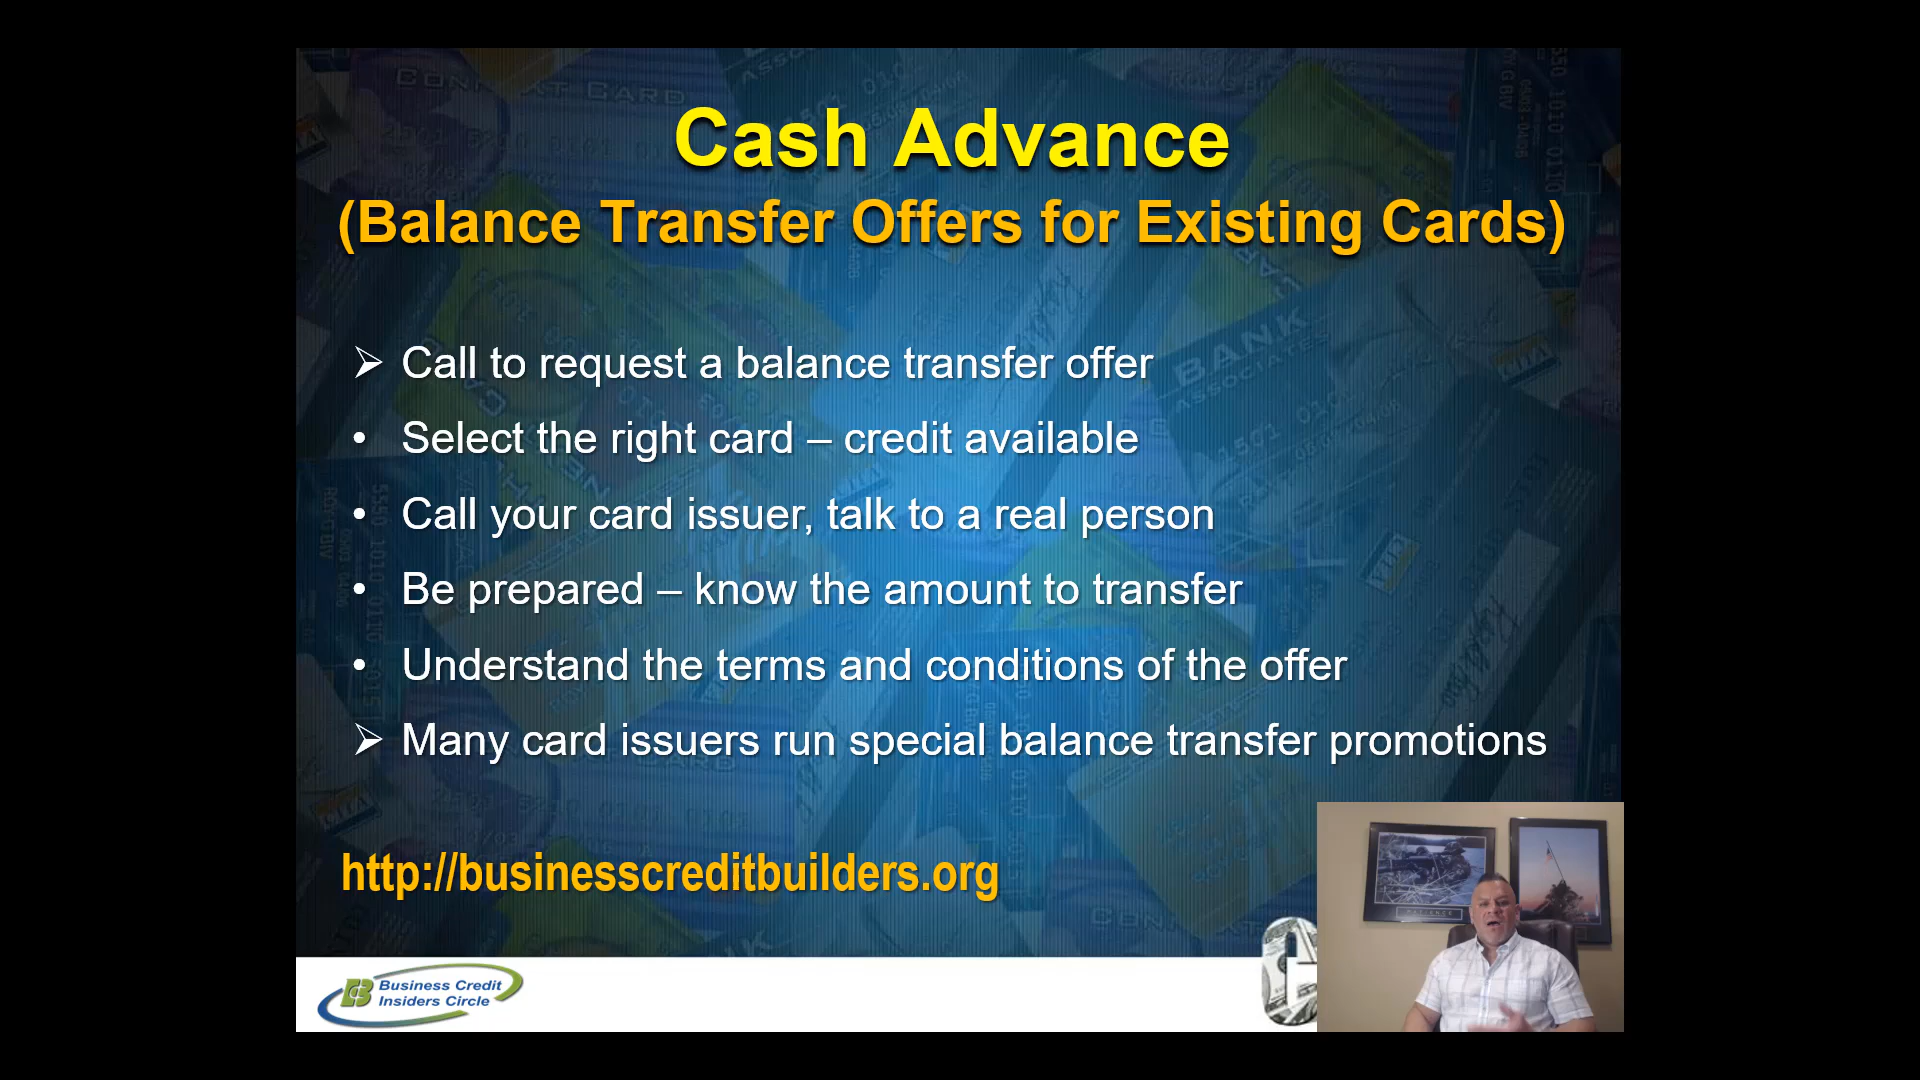 Cash Advance
(Balance Transfer Offers for Existing Cards)
➢ Call to request a balance transfer offer
• Select the right card – credit available
• Call your card issuer, talk to a real person
• Be prepared – know the amount to transfer
• Understand the terms and conditions of the offer
➢ Many card issuers run special balance transfer promotions
http://businesscreditbuilders.org
Business Credit
Insiders Circle
PATIENCE
BANK
ASSOCIATES